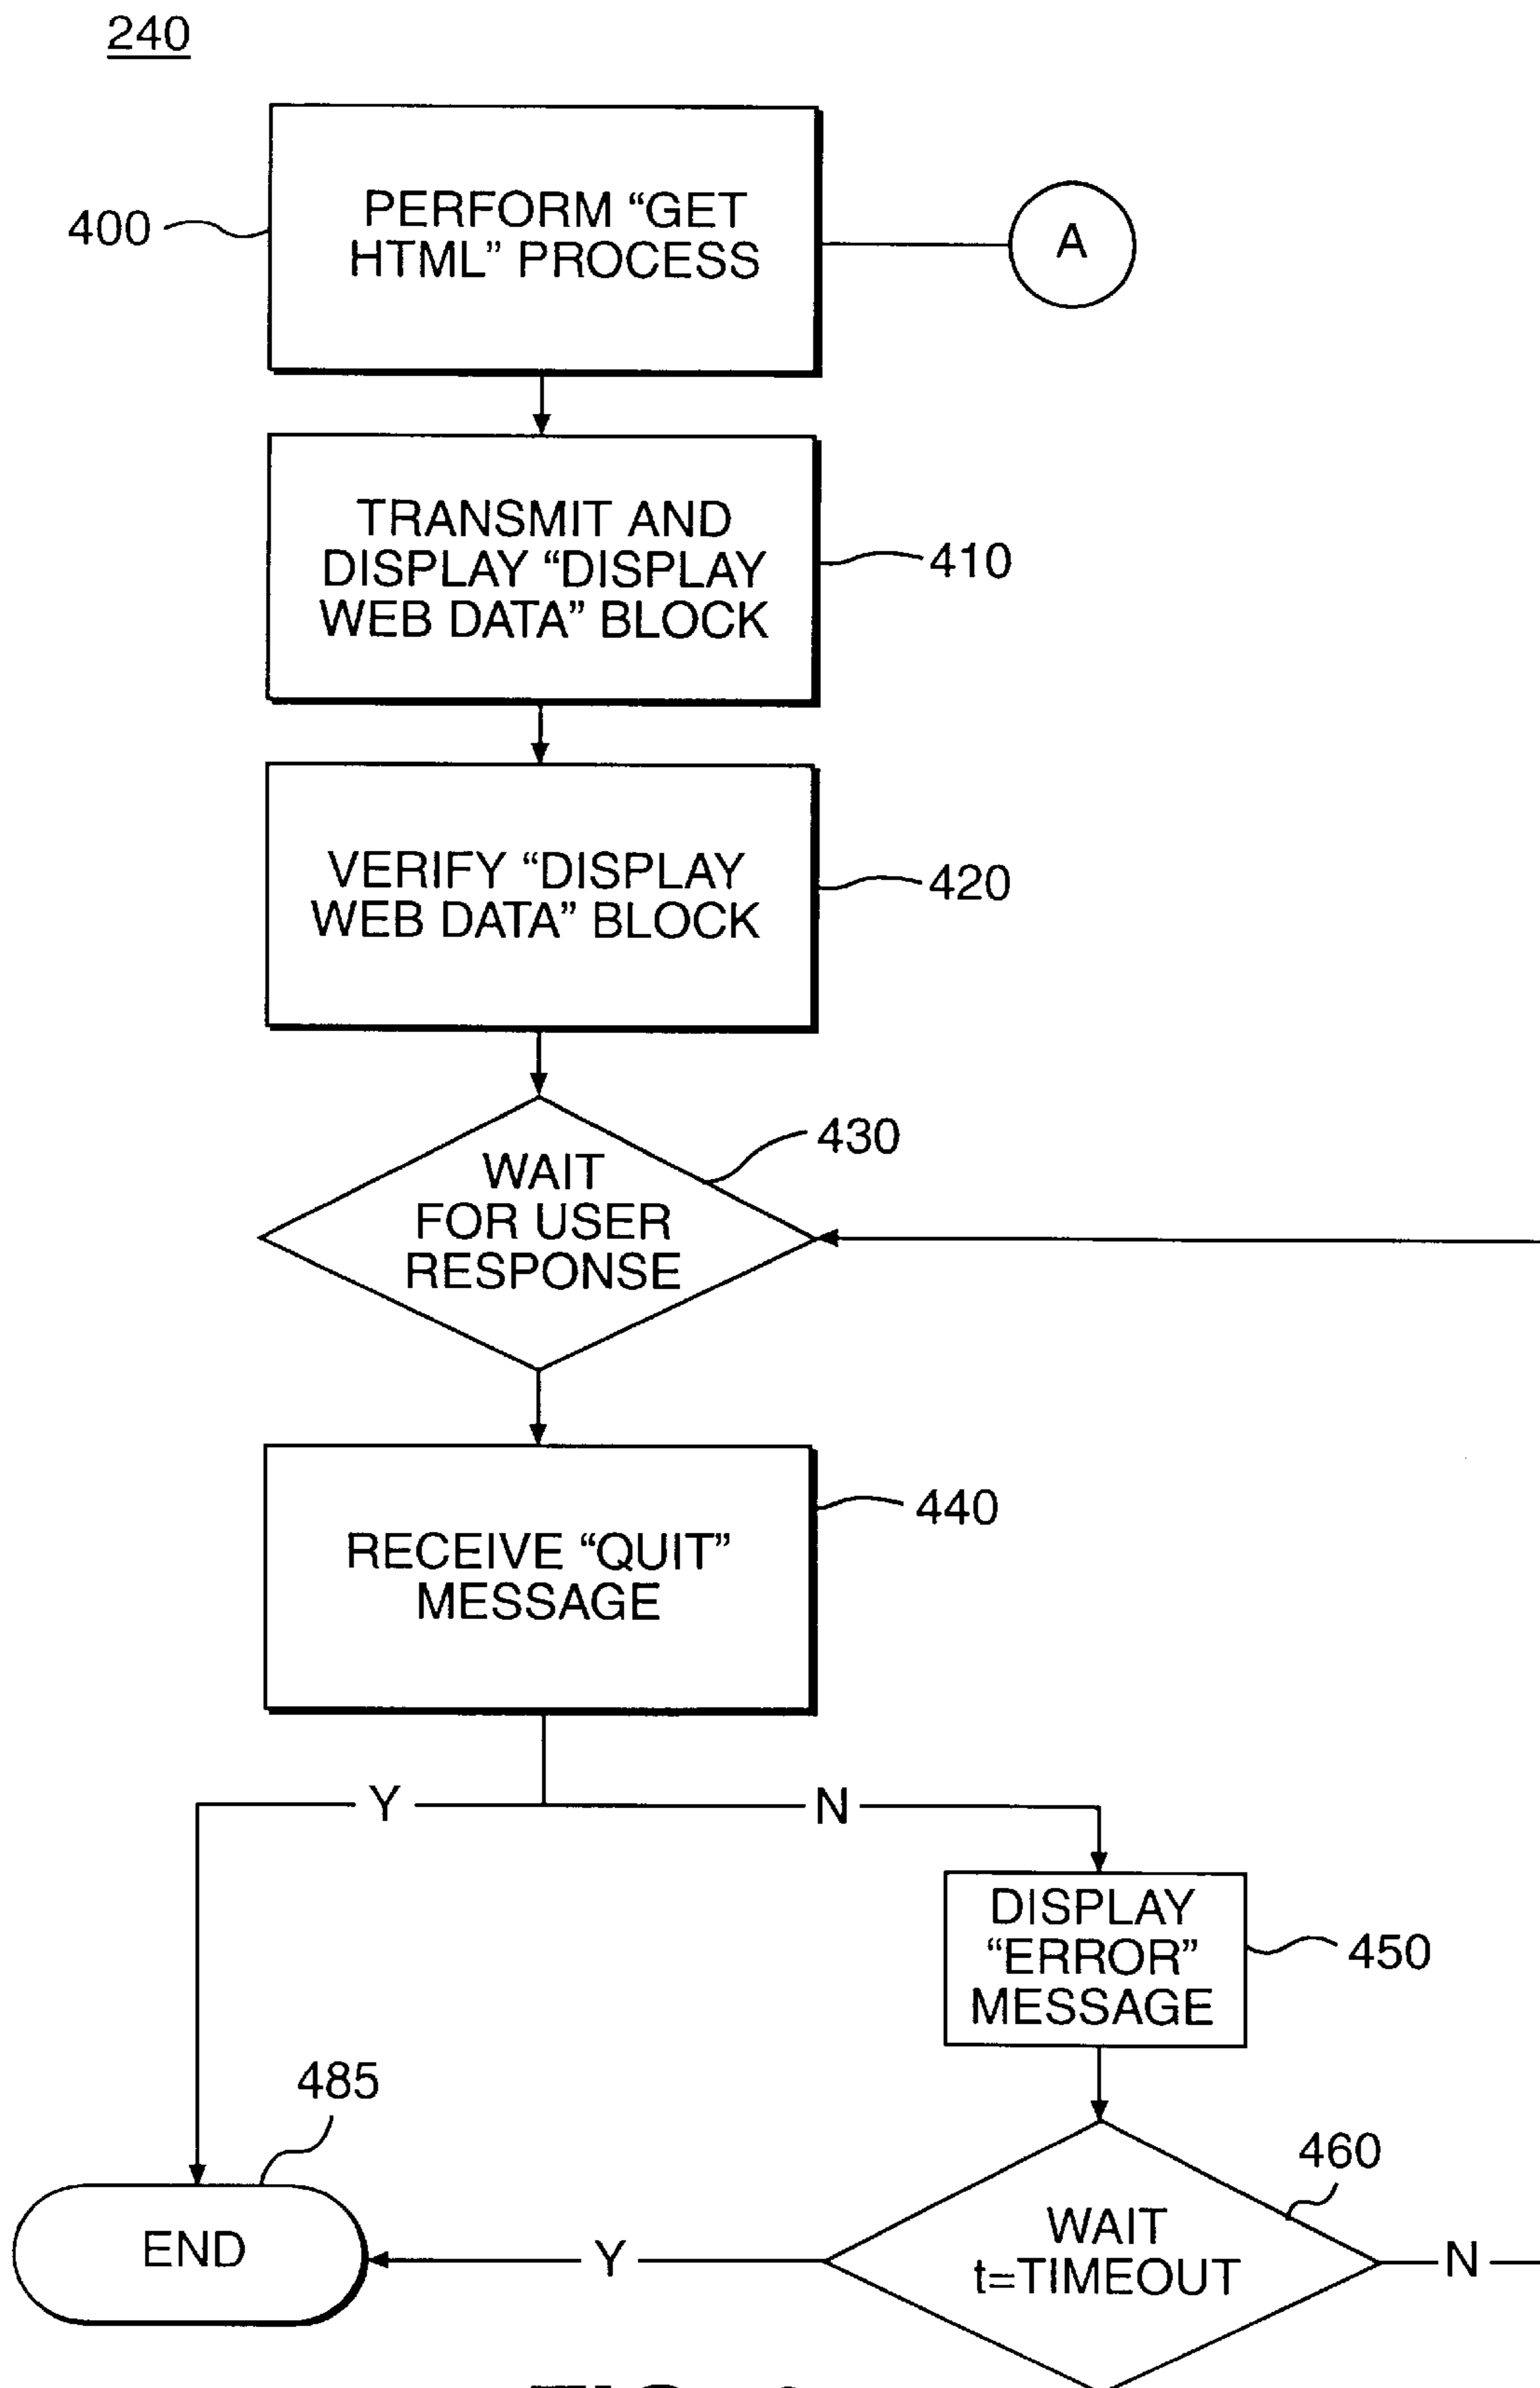 240
400
PERFORM “GET
HTML” PROCESS
A
TRANSMIT AND
DISPLAY “DISPLAY
WEB DATA” BLOCK
410
VERIFY “DISPLAY
WEB DATA” BLOCK
420
430
WAIT
FOR USER
RESPONSE
440
RECEIVE “QUIT”
MESSAGE
Y
N
DISPLAY
“ERROR”
MESSAGE
450
485
460
END
Y
WAIT
t=TIMEOUT
N